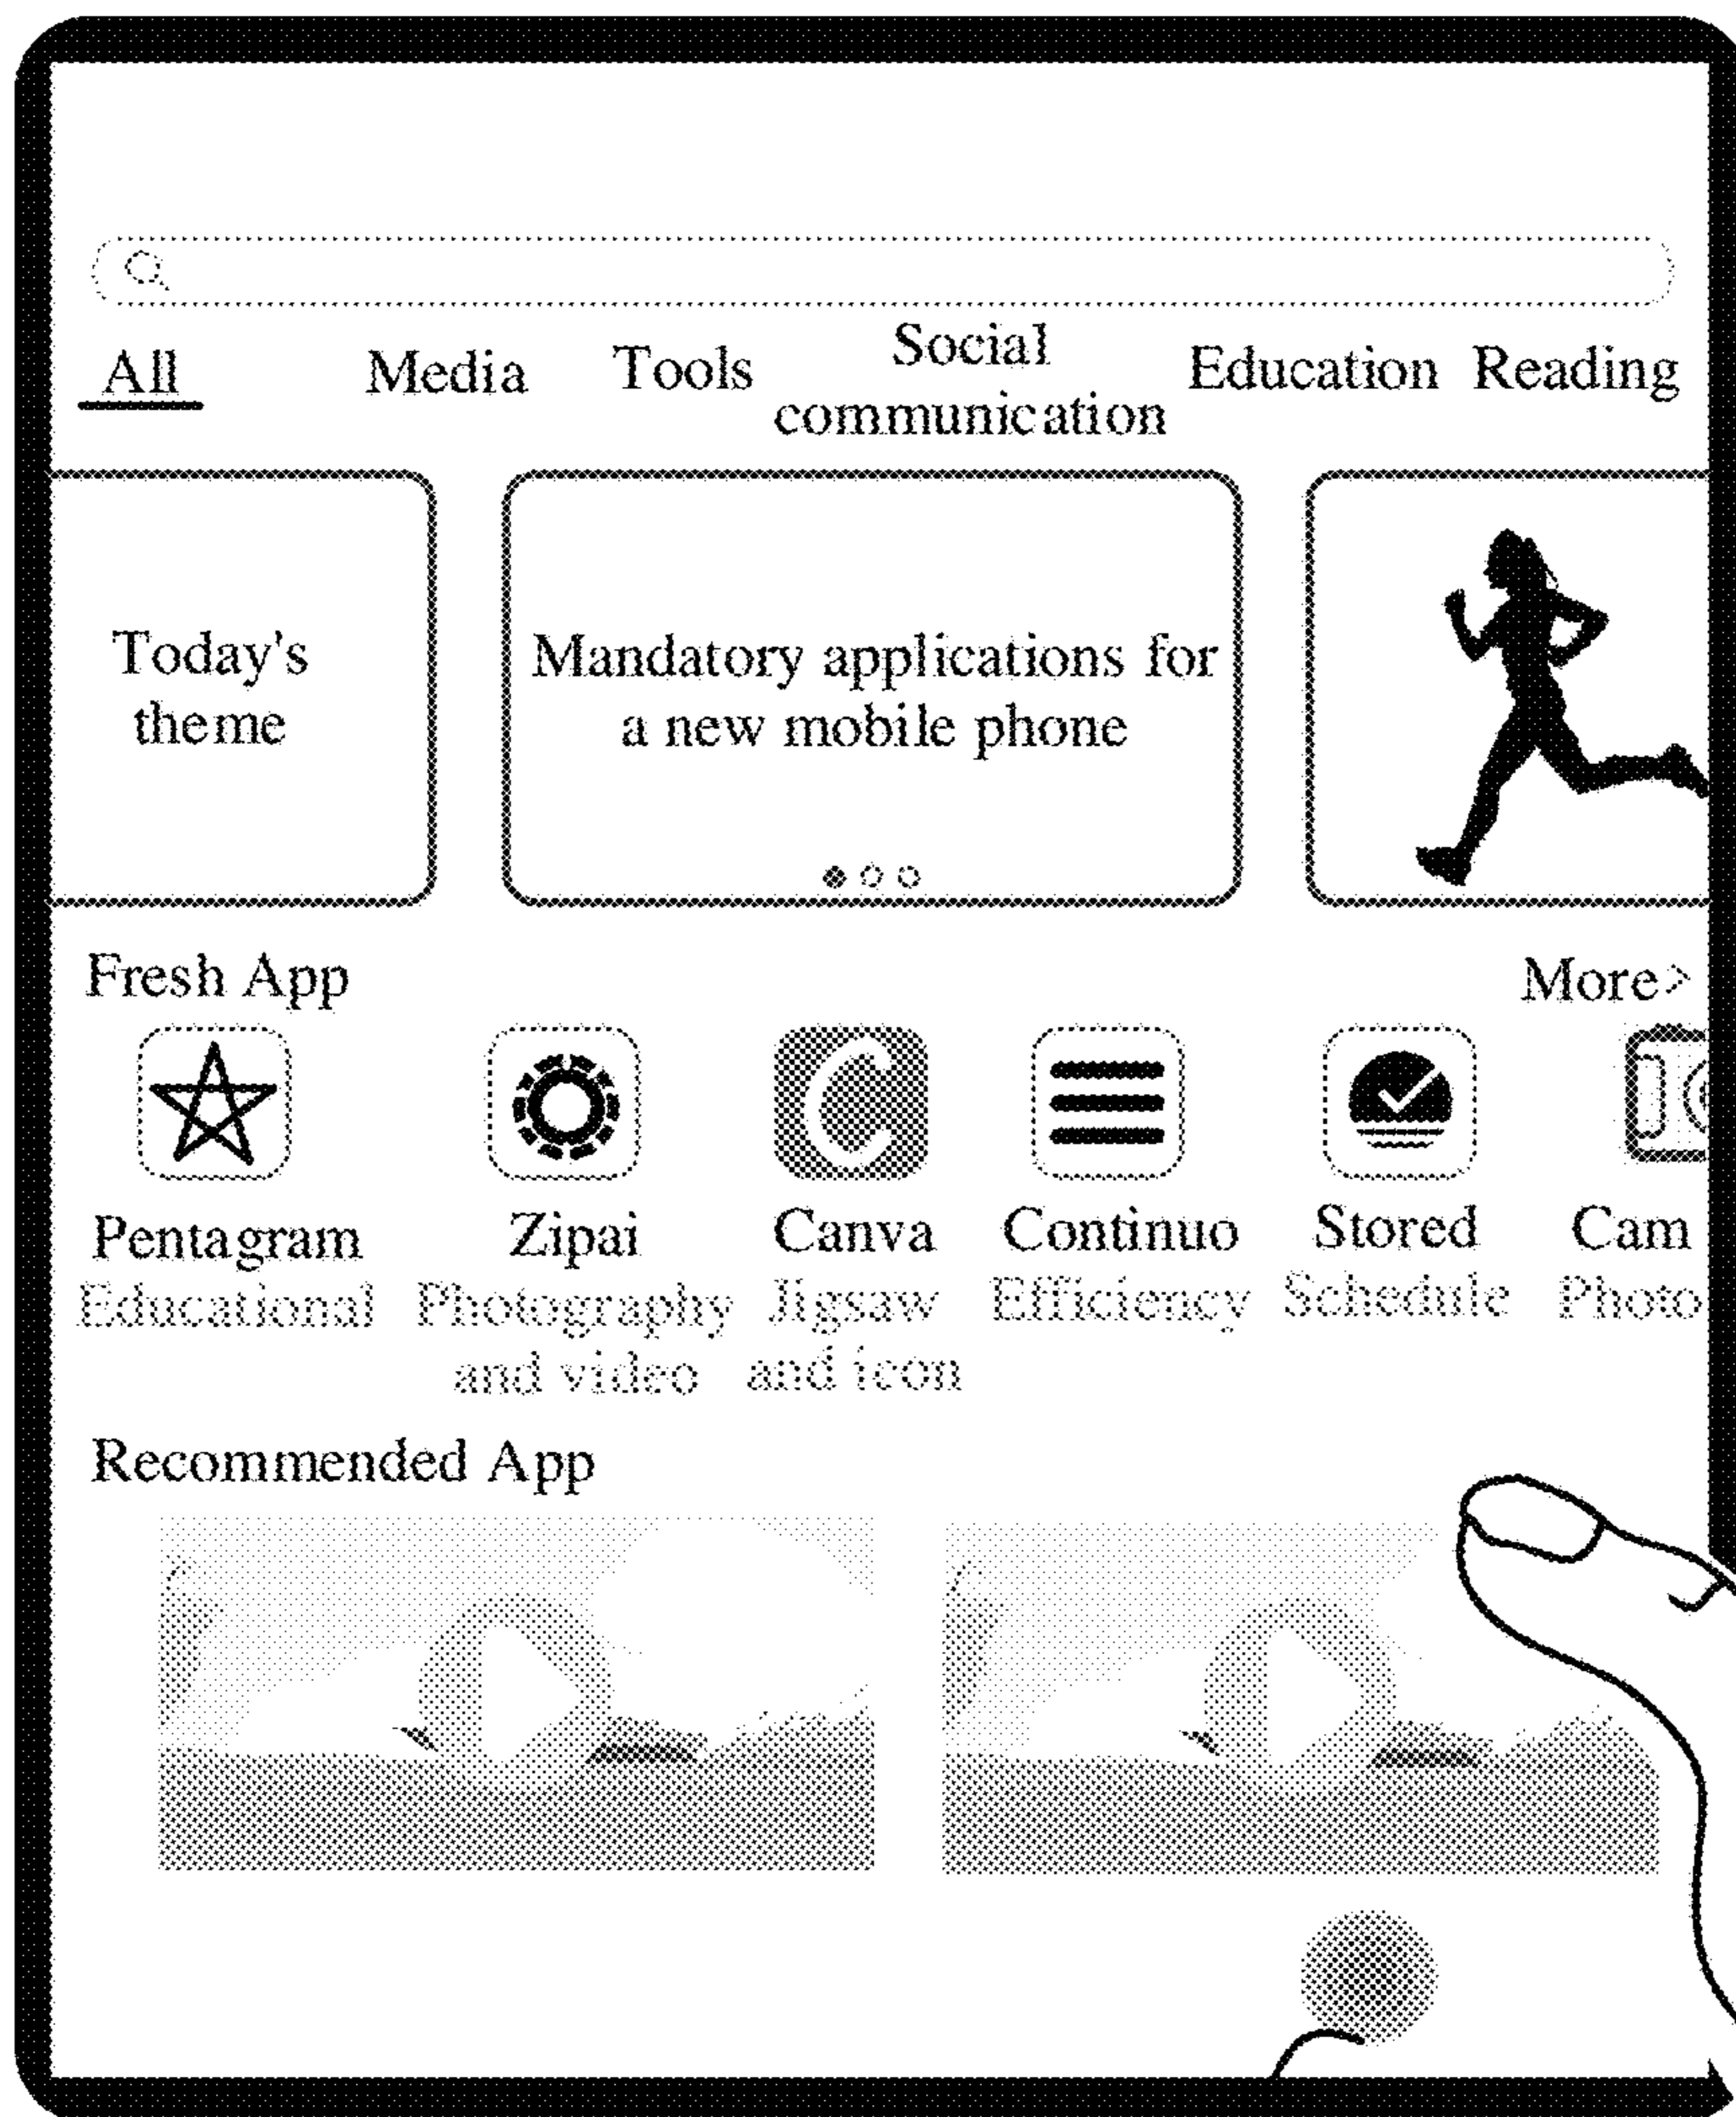 All Media Tools Social communication Education Reading
Today's
theme
Mandatory applications for
a new mobile phone
Fresh App More>
Pentagram Zipai Canva Continuo Stored Cam
Educational Photography Jigsaw Efficiency Schedule Photo
and video and icon
Recommended App